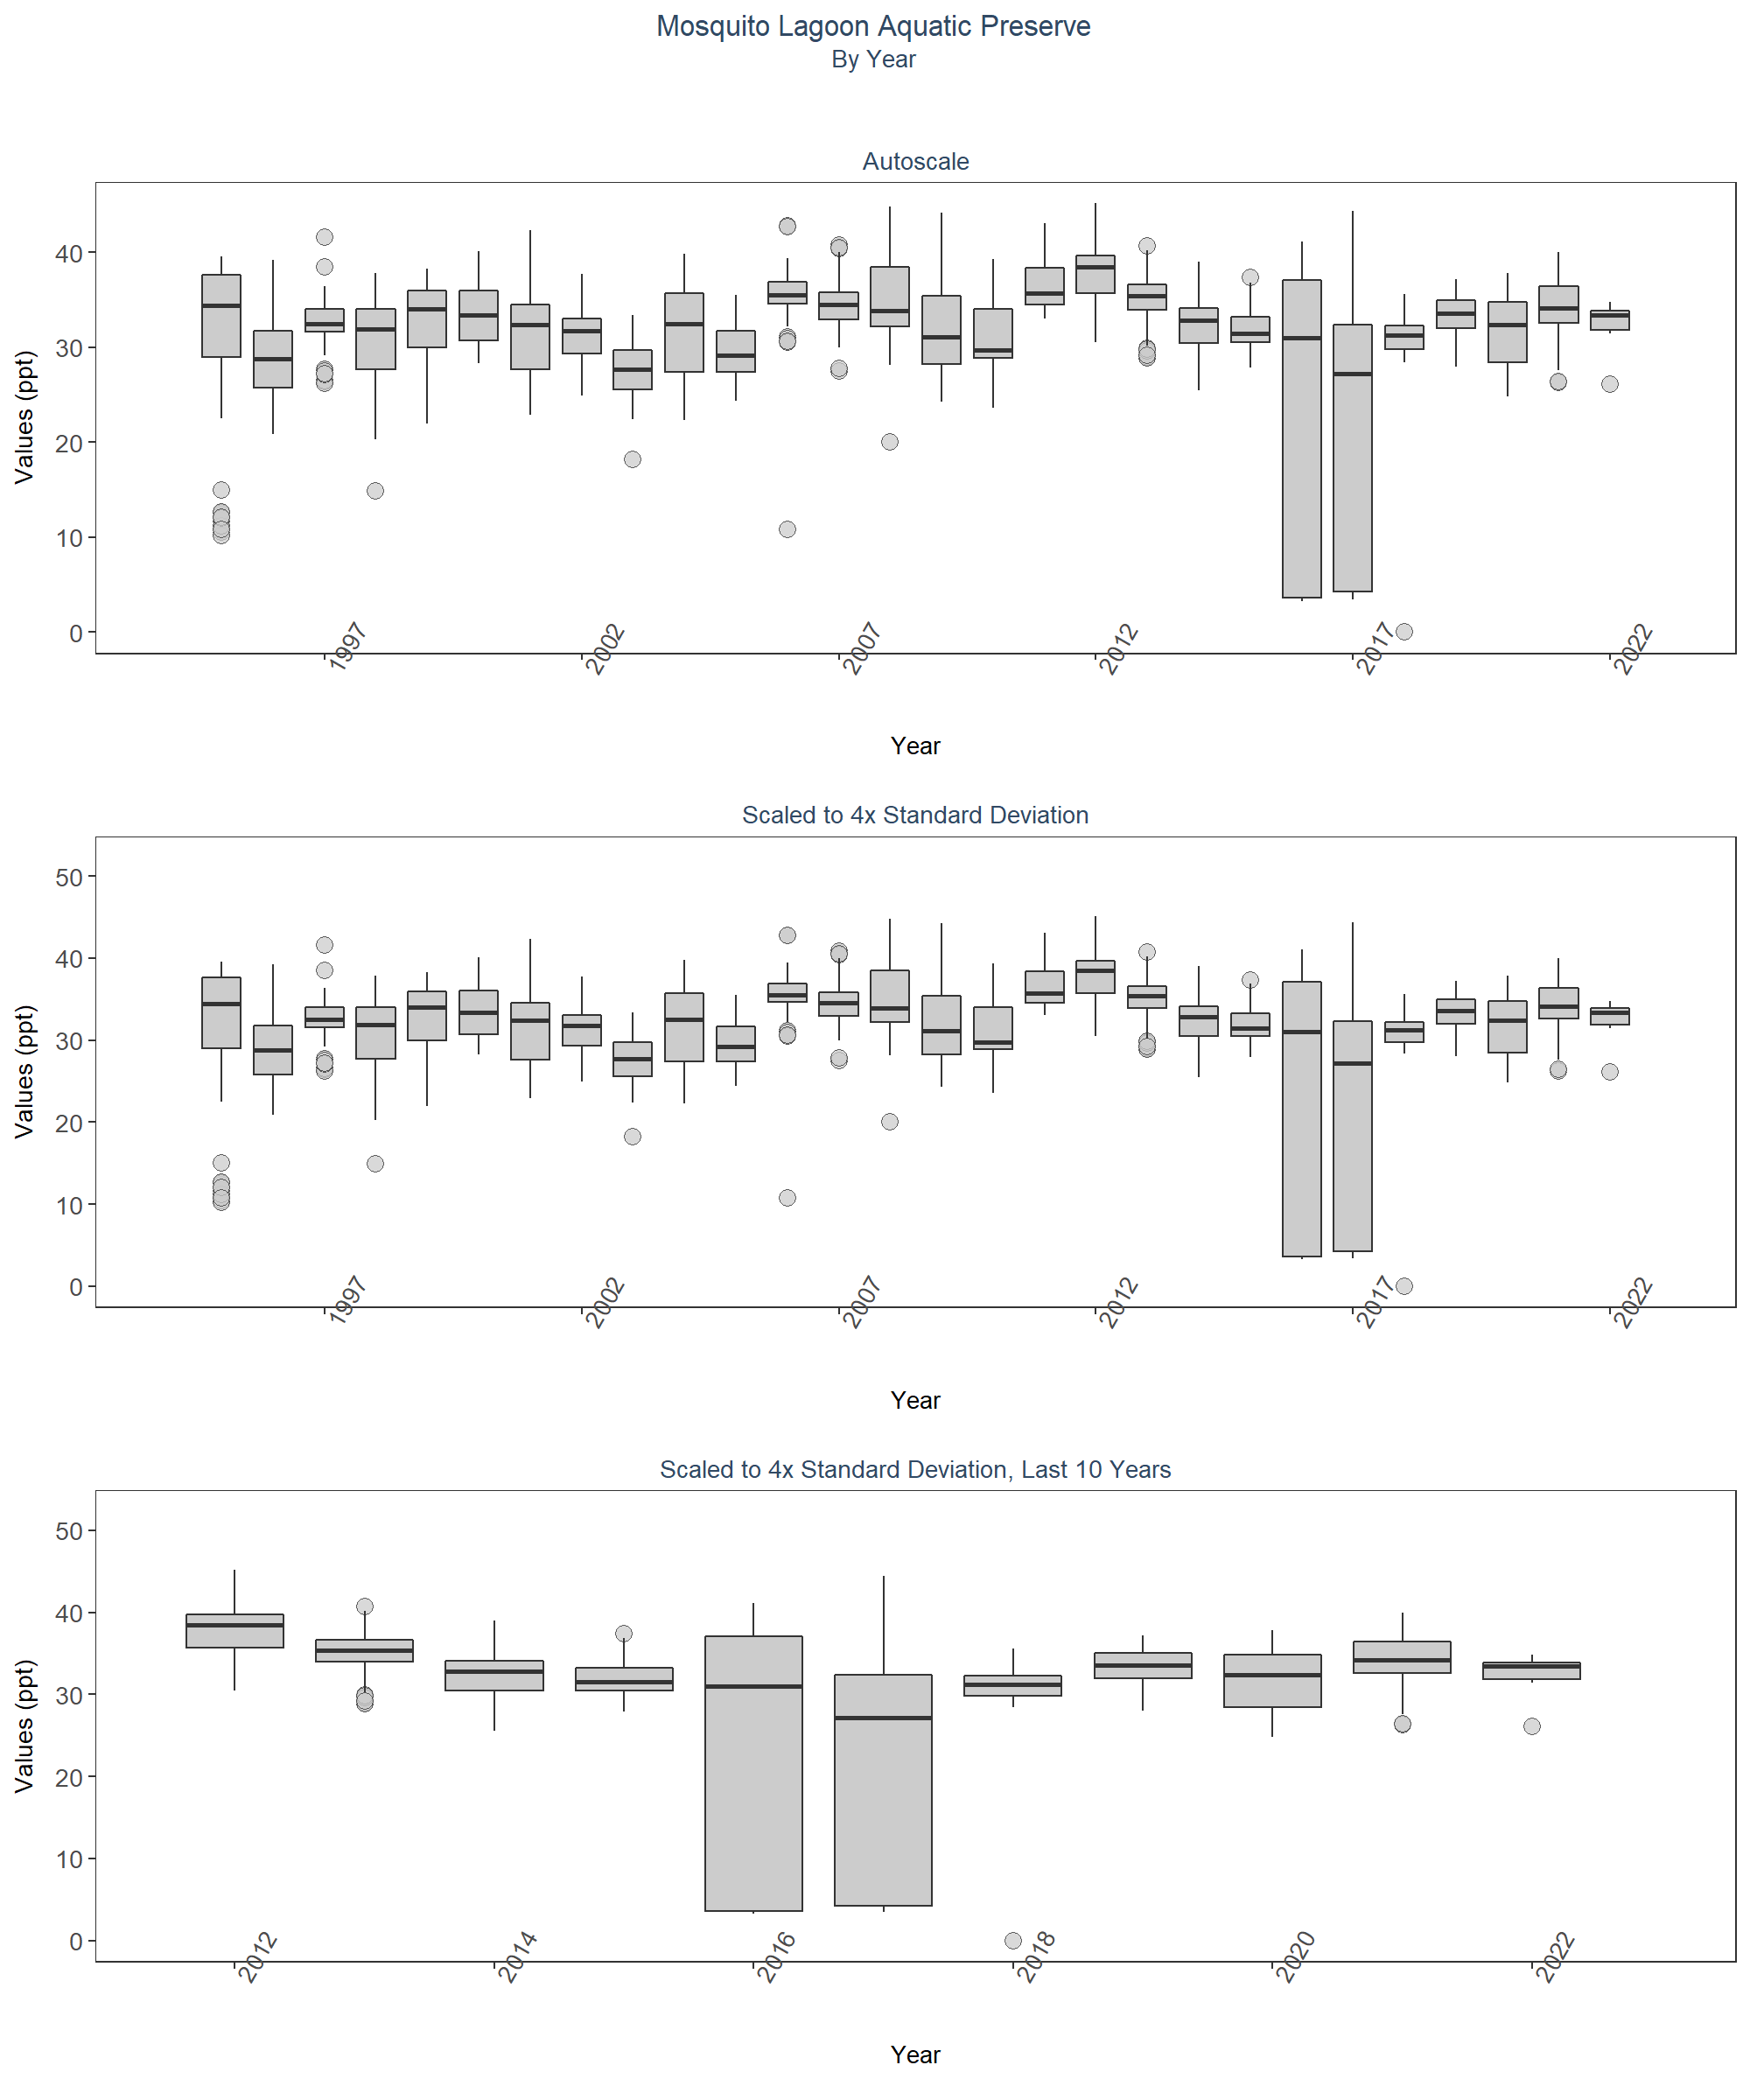 Mosquito Lagoon Aquatic Preserve
By Year
Autoscale
Values (ppt)
40
30
20
10
0
1997 2002 2007 2012 2017 2022
Year
Scaled to 4x Standard Deviation
Values (ppt)
50
40
30
20
10
0
1997 2002 2007 2012 2017 2022
Year
Scaled to 4x Standard Deviation, Last 10 Years
Values (ppt)
50
40
30
20
10
0
2012 2014 2016 2018 2020 2022
Year